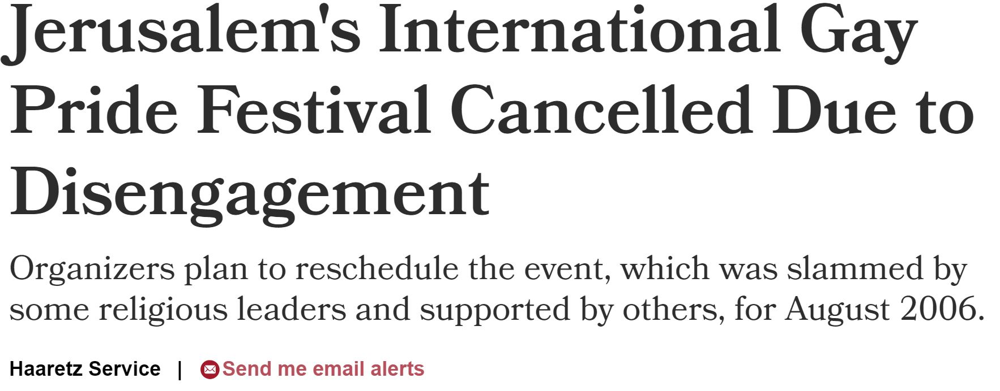 Jerusalem's International Gay
Pride Festival Cancelled Due to
Disengagement
Organizers plan to reschedule the event, which was slammed by
some religious leaders and supported by others, for August 2006.
Haaretz Service | Send me email alerts